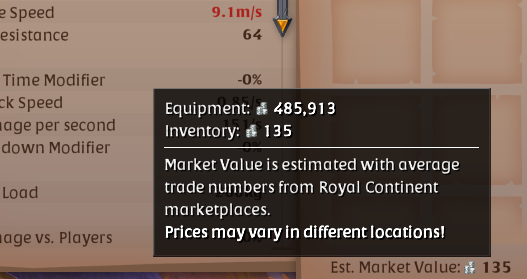 e Speed 9.1m/s
esistance 64
Time Modifier -0%
ck Speed
nage per second
down Modifier
Load
nage vs. Players
Equipment: 485,913
Inventory: 135
Market Value is estimated with average
trade numbers from Royal Continent
marketplaces.
Prices may vary in different locations!
Est. Market Value: 135